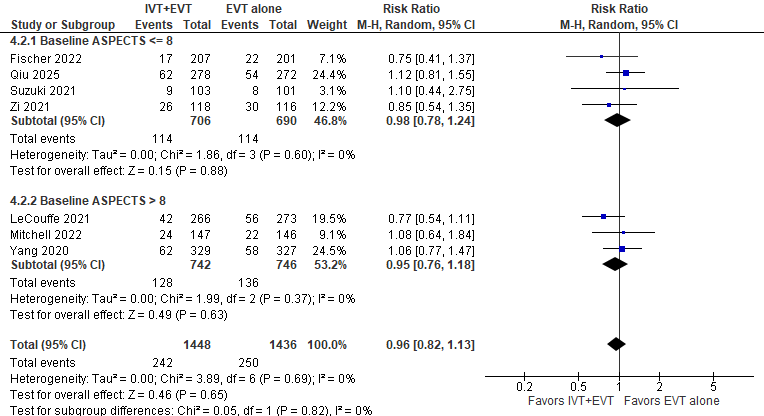 IVT+EVT EVT alone Risk Ratio Risk Ratio
Study or Subgroup Events Total Events Total Weight M-H, Random, 95% CI M-H, Random, 95% CI
4.2.1 Baseline ASPECTS <= 8
Fischer 2022 17 207 22 201 7.1% 0.75 [0.41, 1.37]
Qiu 2025 62 278 54 272 24.4% 1.12 [0.81, 1.55]
Suzuki 2021 9 103 8 101 3.1% 1.10 [0.44, 2.75]
Zi 2021 26 118 30 116 12.2% 0.85 [0.54, 1.35]
Subtotal (95% CI) 706 690 46.8% 0.98 [0.78, 1.24]
Total events 114 114
Heterogeneity: Tau² = 0.00; Chi² = 1.86, df = 3 (P = 0.60); I² = 0%
Test for overall effect: Z = 0.15 (P = 0.88)
4.2.2 Baseline ASPECTS > 8
LeCouffe 2021 42 266 56 273 19.5% 0.77 [0.54, 1.11]
Mitchell 2022 24 147 22 146 9.1% 1.08 [0.64, 1.84]
Yang 2020 62 329 58 327 24.5% 1.06 [0.77, 1.47]
Subtotal (95% CI) 742 746 53.2% 0.95 [0.76, 1.18]
Total events 128 136
Heterogeneity: Tau² = 0.00; Chi² = 1.99, df = 2 (P = 0.37); I² = 0%
Test for overall effect: Z = 0.49 (P = 0.63)
Total (95% CI) 1448 1436 100.0% 0.96 [0.82, 1.13]
Total events 242 250
Heterogeneity: Tau² = 0.00; Chi² = 3.89, df = 6 (P = 0.69); I² = 0%
Test for overall effect: Z = 0.46 (P = 0.65)
Test for subgroup differences: Chi² = 0.05, df = 1 (P = 0.82), I² = 0%
0.2 0.5 1 2 5
Favors IVT+EVT Favors EVT alone